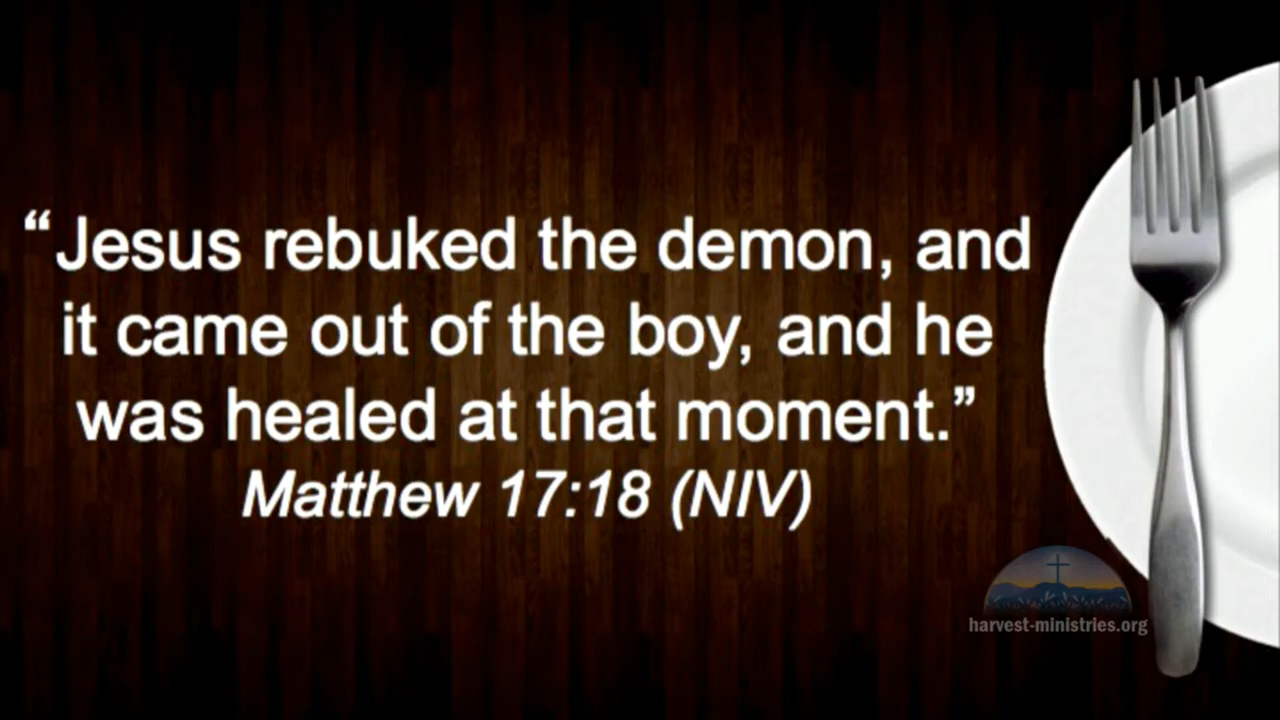 “Jesus rebuked the demon, and
it came out of the boy, and he
was healed at that moment.”
Matthew 17:18 (NIV)
harvest-ministries.org